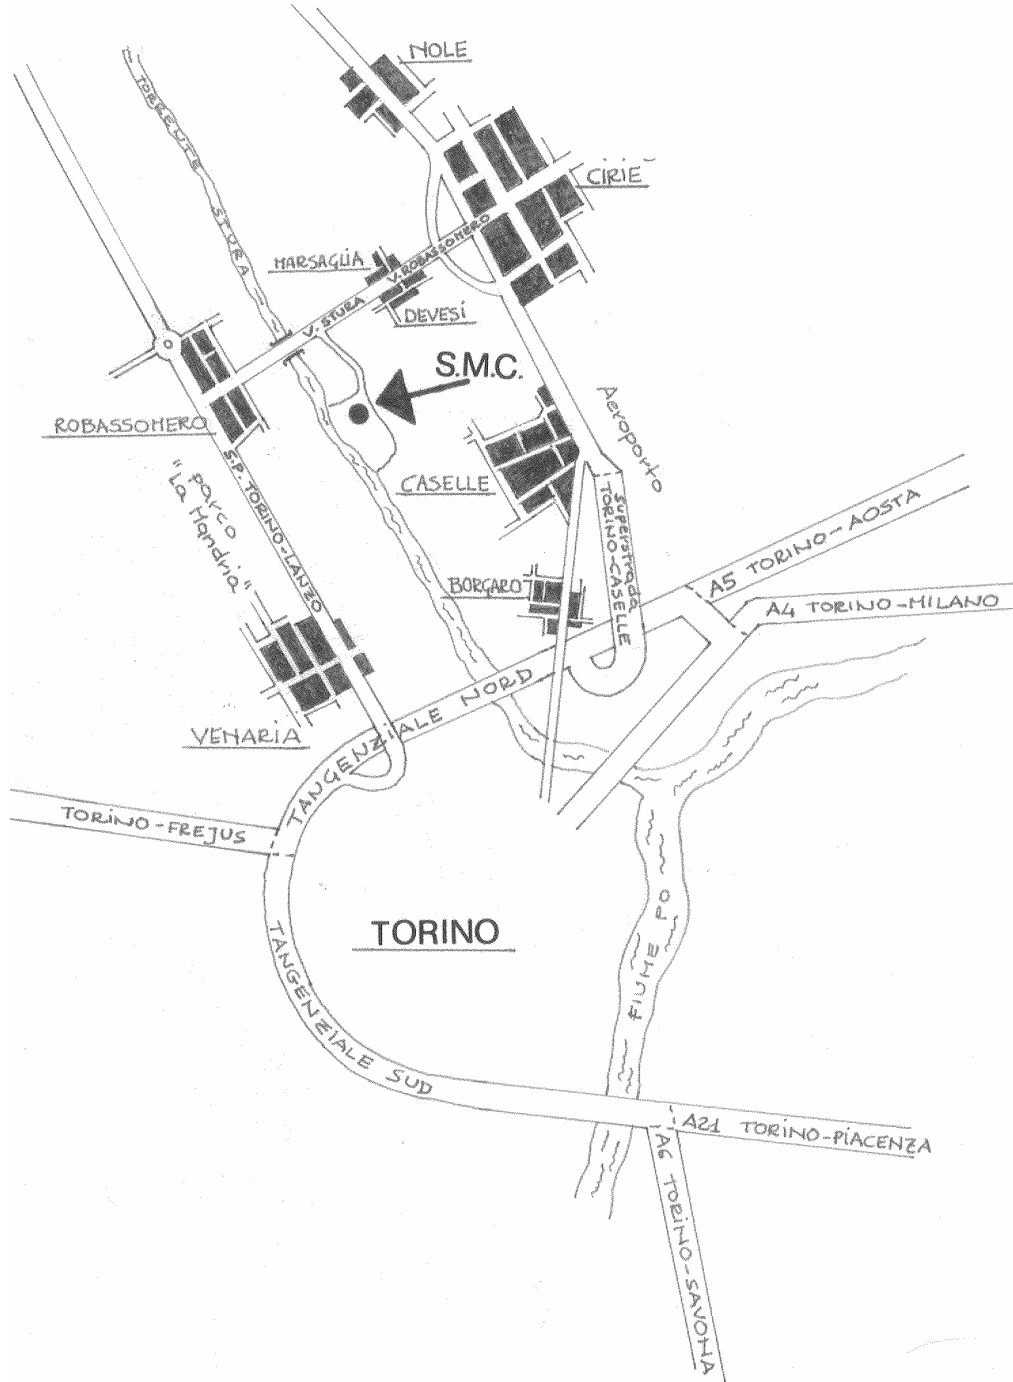 NOLE
CIRIE'
TORRENTE STURA
MARSAGLIA
V. ROBASSOMERO
V. STURA
DEVESI
S.M.C.
ROBASSOMERO
Aeroporto
CASELLE
S.P. TORINO-LANZO
"Parco
La Mandria"
Superstrada
TORINO-CASELLE
A5 TORINO-AOSTA
BORGARO
A4 TORINO-MILANO
VENARIA
TANGENZIALE NORD
TORINO-FREJUS
TORINO
FIUME PO
TANGENZIALE SUD
A21 TORINO-PIACENZA
A6 TORINO-SAVONA